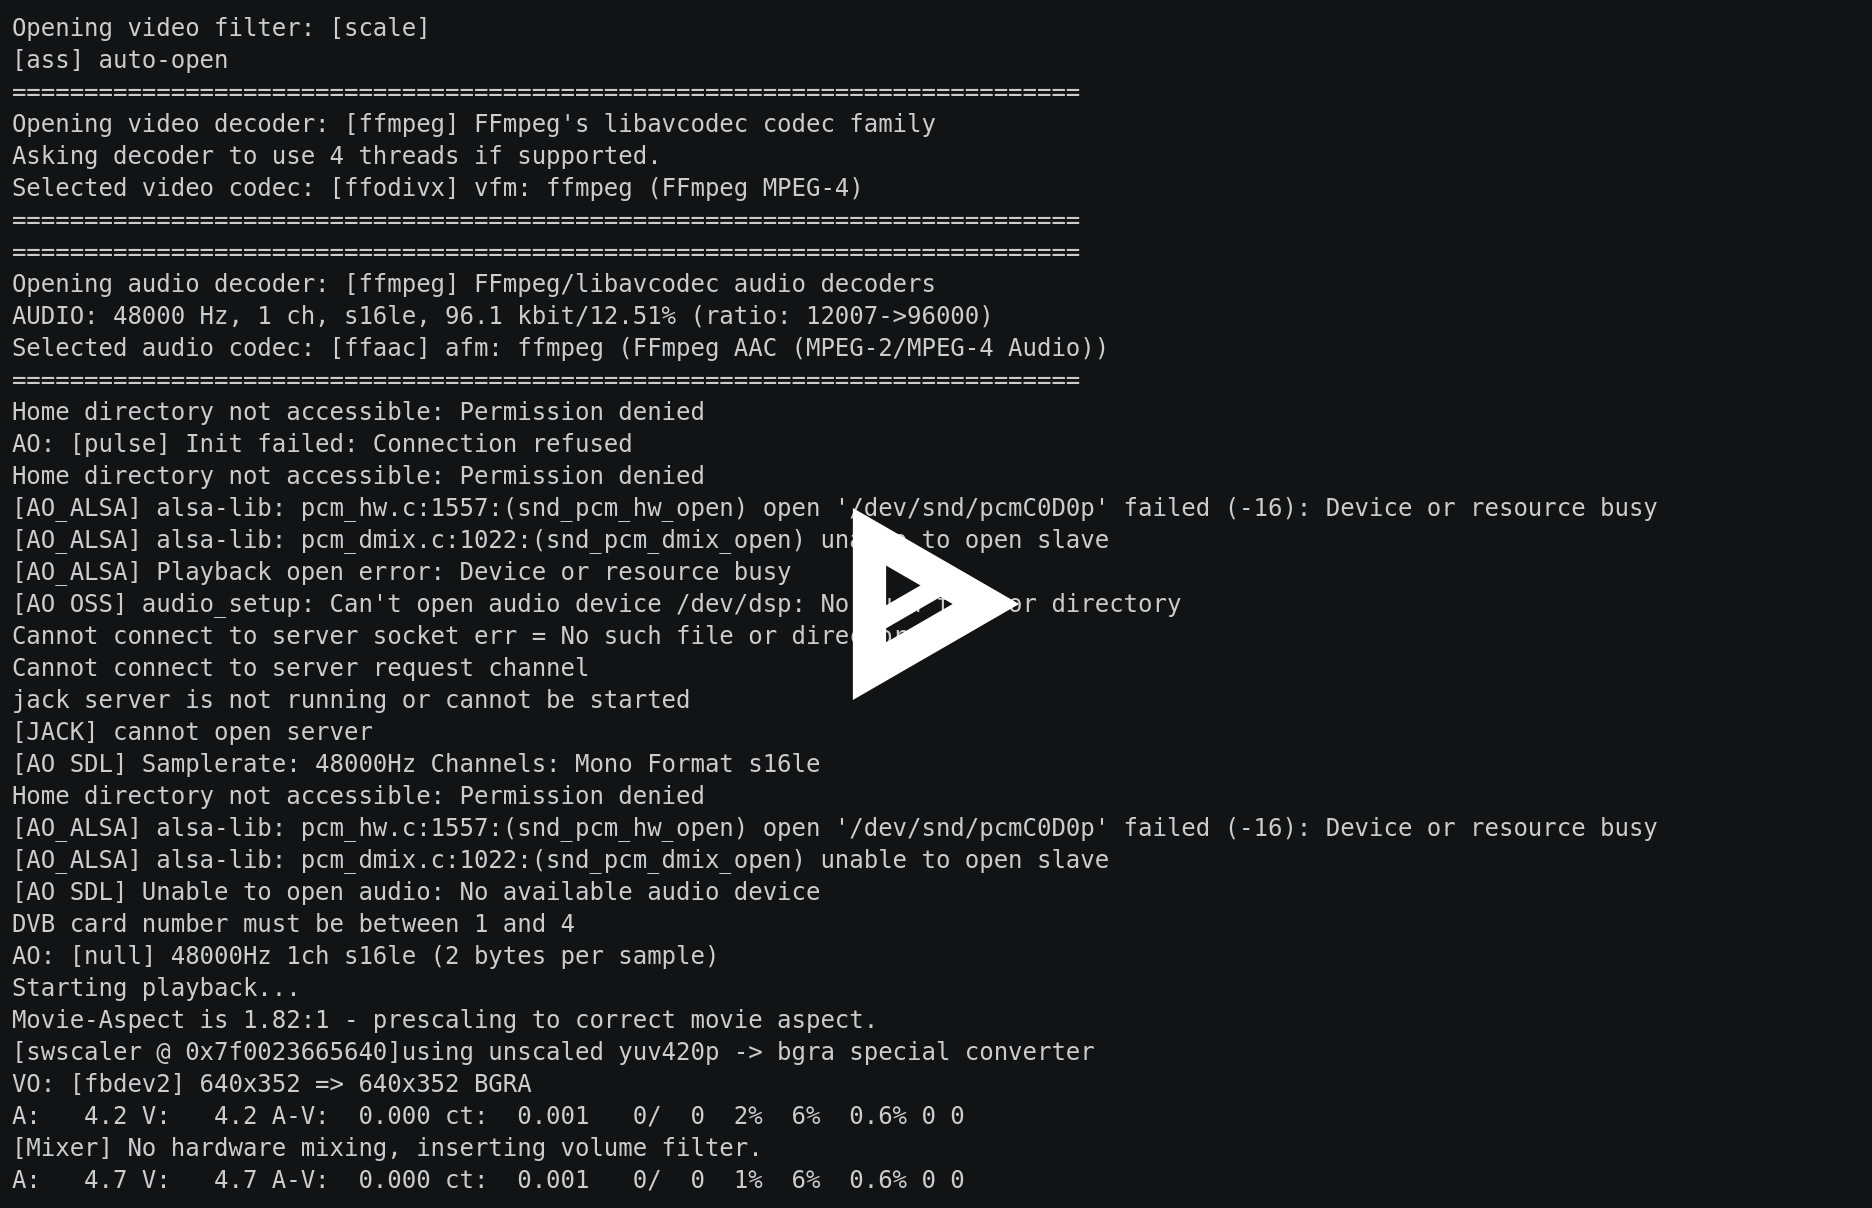 Opening video filter: [scale]
[ass] auto-open
==========================================================================
Opening video decoder: [ffmpeg] FFmpeg's libavcodec codec family
Asking decoder to use 4 threads if supported.
Selected video codec: [ffodivx] vfm: ffmpeg (FFmpeg MPEG-4)
==========================================================================
==========================================================================
Opening audio decoder: [ffmpeg] FFmpeg/libavcodec audio decoders
AUDIO: 48000 Hz, 1 ch, s16le, 96.1 kbit/12.51% (ratio: 12007->96000)
Selected audio codec: [ffaac] afm: ffmpeg (FFmpeg AAC (MPEG-2/MPEG-4 Audio))
==========================================================================
Home directory not accessible: Permission denied
AO: [pulse] Init failed: Connection refused
Home directory not accessible: Permission denied
[AO_ALSA] alsa-lib: pcm_hw.c:1557:(snd_pcm_hw_open) open '/dev/snd/pcmC0D0p' failed (-16): Device or resource busy
[AO_ALSA] alsa-lib: pcm_dmix.c:1022:(snd_pcm_dmix_open) to open slave
[AO_ALSA] Playback open error: Device or resource busy
[AO OSS] audio_setup: Can't open audio device /dev/dsp: No or directory
Cannot connect to server socket err = No such file or
Cannot connect to server request channel
jack server is not running or cannot be started
[JACK] cannot open server
[AO SDL] Samplerate: 48000Hz Channels: Mono Format s16le
Home directory not accessible: Permission denied
[AO_ALSA] alsa-lib: pcm_hw.c:1557:(snd_pcm_hw_open) open '/dev/snd/pcmC0D0p' failed (-16): Device or resource busy
[AO_ALSA] alsa-lib: pcm_dmix.c:1022:(snd_pcm_dmix_open) unable to open slave
[AO SDL] Unable to open audio: No available audio device
DVB card number must be between 1 and 4
AO: [null] 48000Hz 1ch s16le (2 bytes per sample)
Starting playback...
Movie-Aspect is 1.82:1 - prescaling to correct movie aspect.
[swscaler @ 0x7f0023665640]using unscaled yuv420p -> bgra special converter
VO: [fbdev2] 640x352 => 640x352 BGRA
A:   4.2 V:   4.2 A-V:  0.000 ct:  0.001   0/  0  2%  6%  0.6% 0 0
[Mixer] No hardware mixing, inserting volume filter.
A:   4.7 V:   4.7 A-V:  0.000 ct:  0.001   0/  0  1%  6%  0.6% 0 0